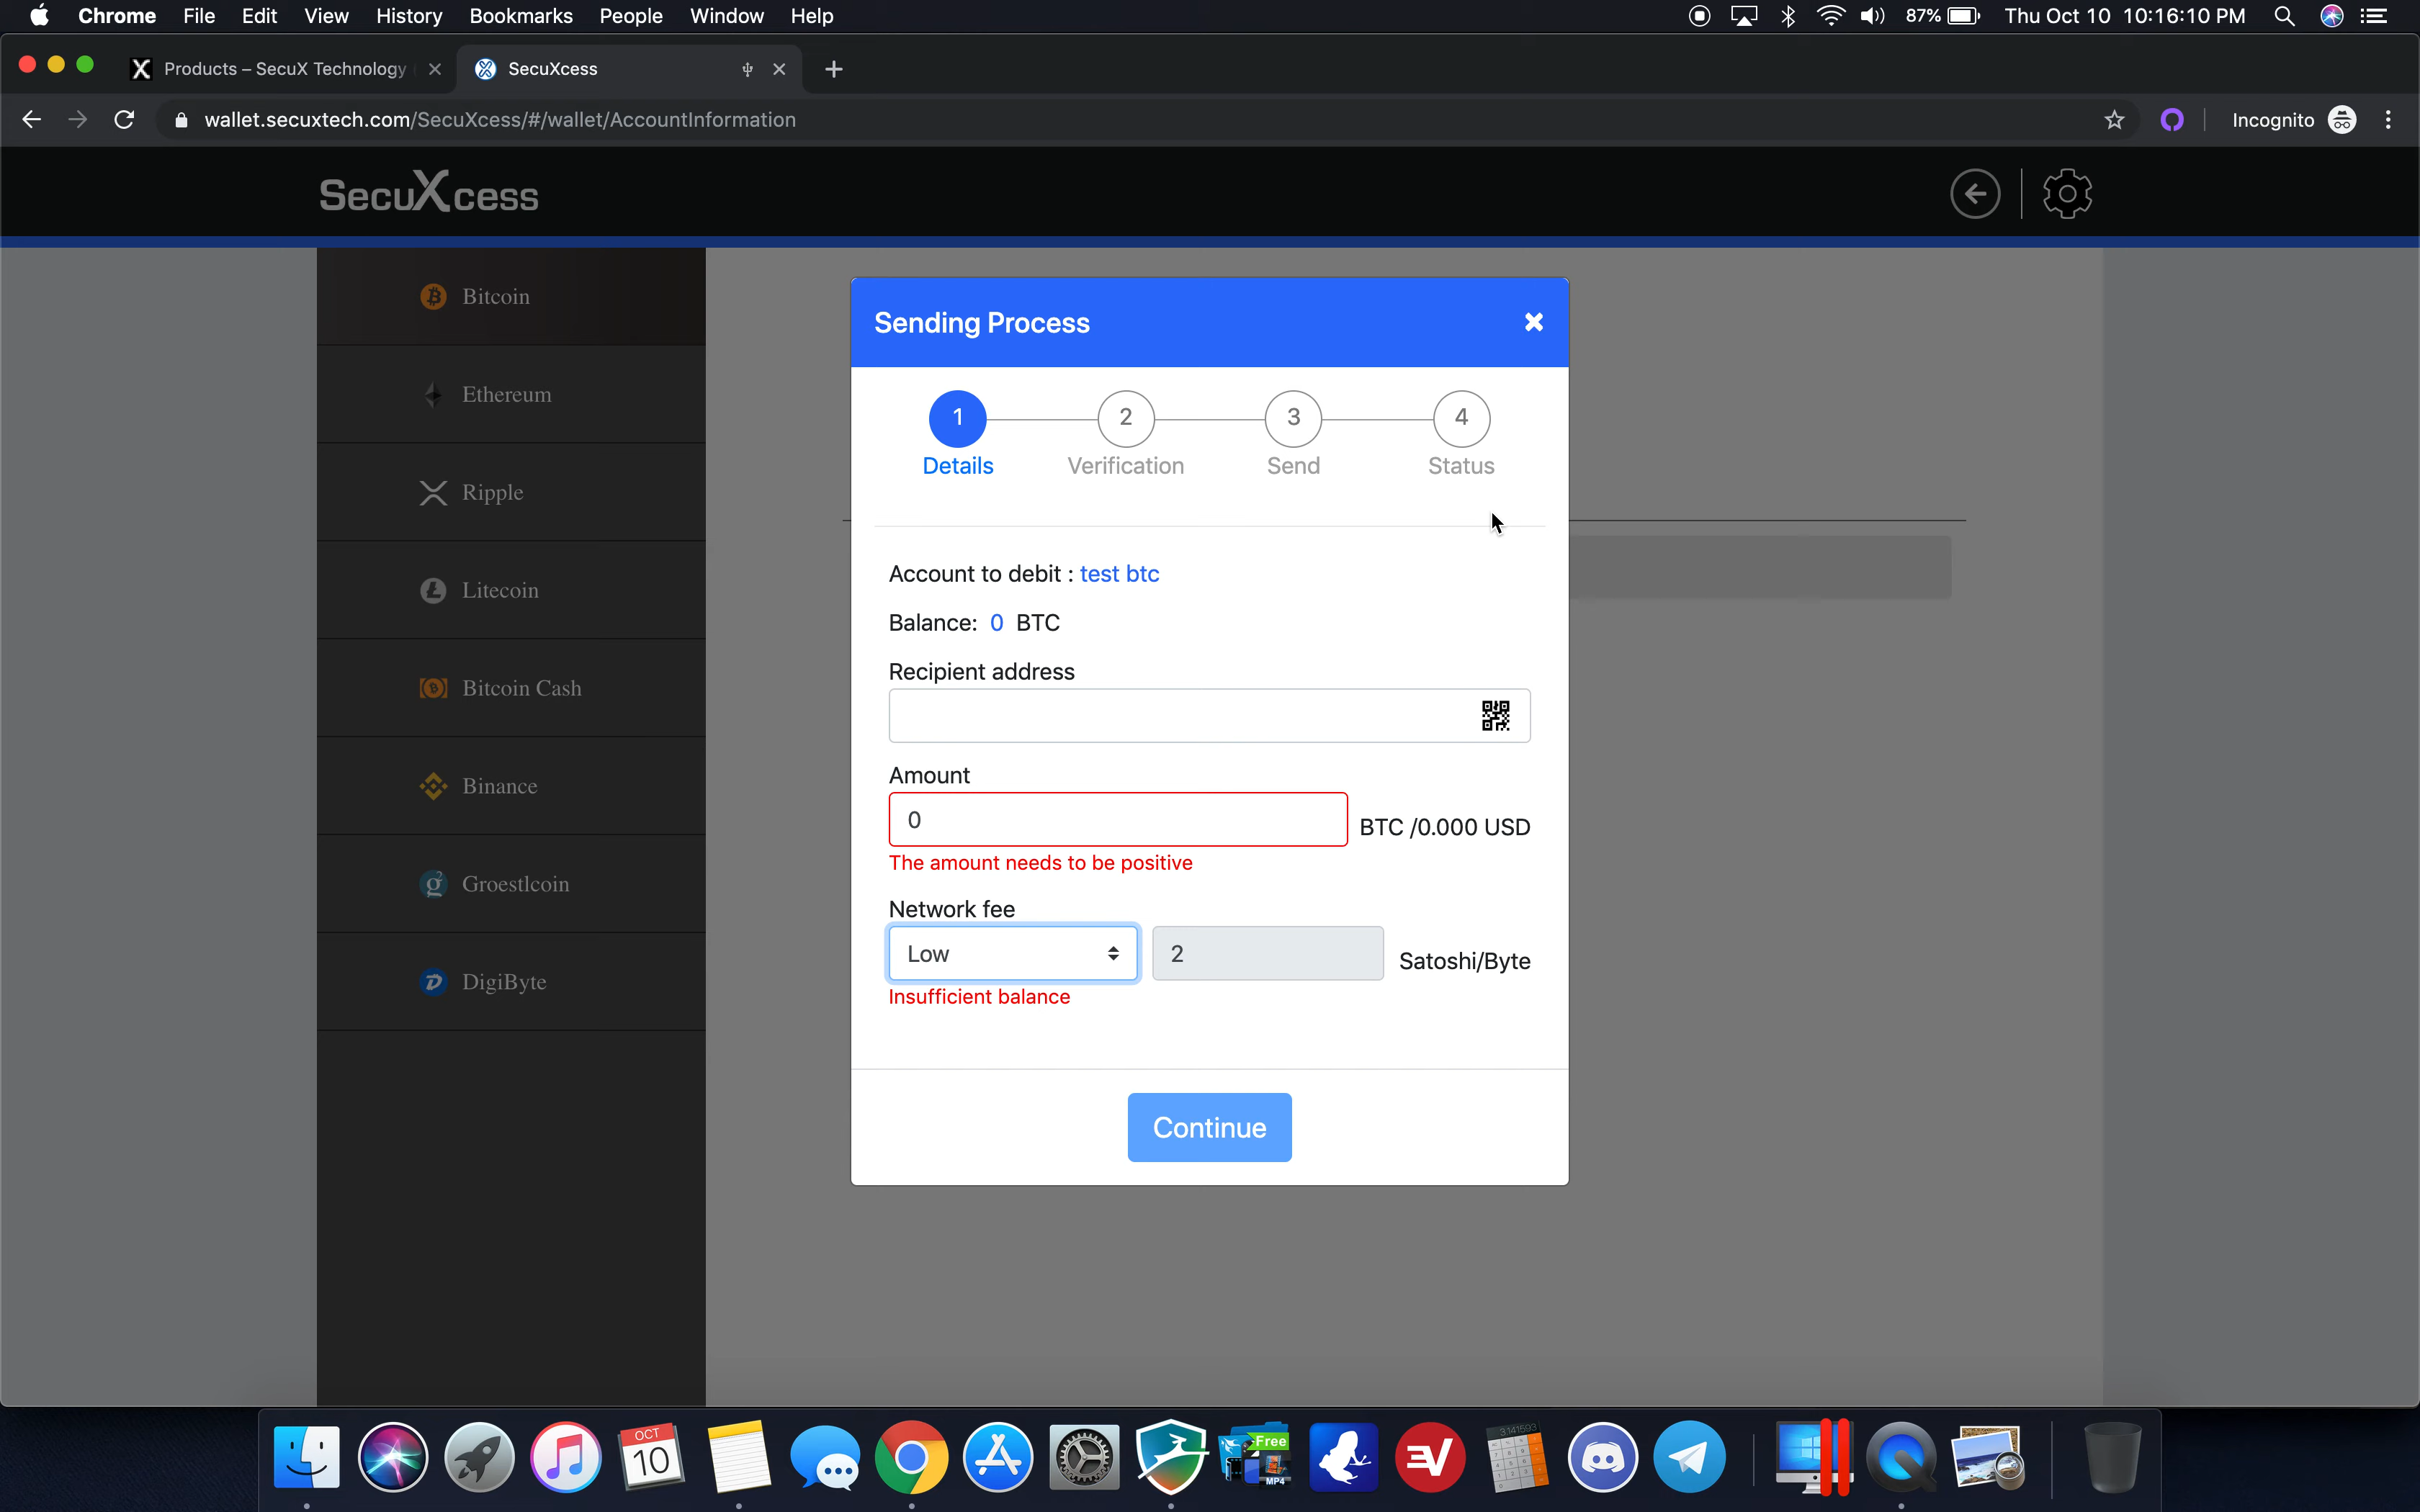 Chrome File Edit View History Bookmarks People Window Help 87% Thu Oct 10 10:16:10 PM
Products – SecuX Technology SecuXcess
wallet.secuxtech.com/SecuXcess/#/wallet/AccountInformation Incognito
SecuXcess
Bitcoin
Ethereum
Ripple
Litecoin
Bitcoin Cash
Binance
Groestlcoin
DigiByte
Sending Process
1 2 3 4
Details Verification Send Status
Account to debit : test btc
Balance: 0 BTC
Recipient address
Amount
0 BTC /0.000 USD
The amount needs to be positive
Network fee
Low 2 Satoshi/Byte
Insufficient balance
Continue
OCT
10
Free
MP4
3.141593